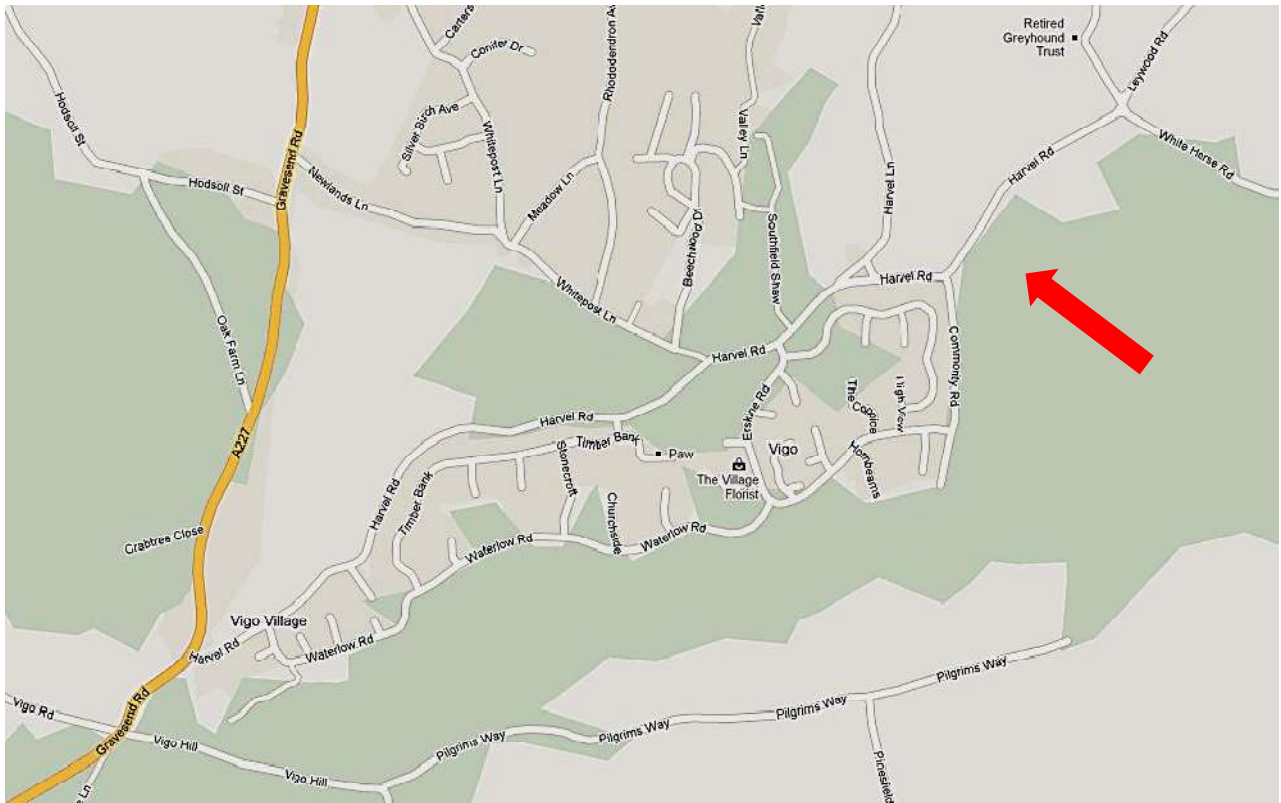 Carters
Conifer Dr
Rhododendron Av
Vall
Retired
Greyhound
Trust
Leywood Rd
Hodsoll St
Silver Birch Ave
Whitepost Ln
Gravesend Rd
Valley Ln
White Horse Rd
Harvel Rd
Hodsoll St
Newlands Ln
Meadow Ln
Harvel Ln
Beechwood Dr
Southfield Shaw
Harvel Rd
Whitepost Ln
Oak Farm Ln
Harvel Rd
Commonty Rd
The Coppice
High View
Erskine Rd
Harvel Rd
Timber Bank
A227
Stonecroft
Paw
Vigo
The Village
Florist
Hornbeams
Harvel Rd
Timber Bank
Churchside
Waterlow Rd
Waterlow Rd
Crabtree Close
Vigo Village
Harvel Rd
Waterlow Rd
Pilgrims Way
Pilgrims Way
Pilgrims Way
Pilgrims Way
Vigo Rd
Gravesend Rd
Vigo Hill
Vigo Hill
Pinesfield
e Ln